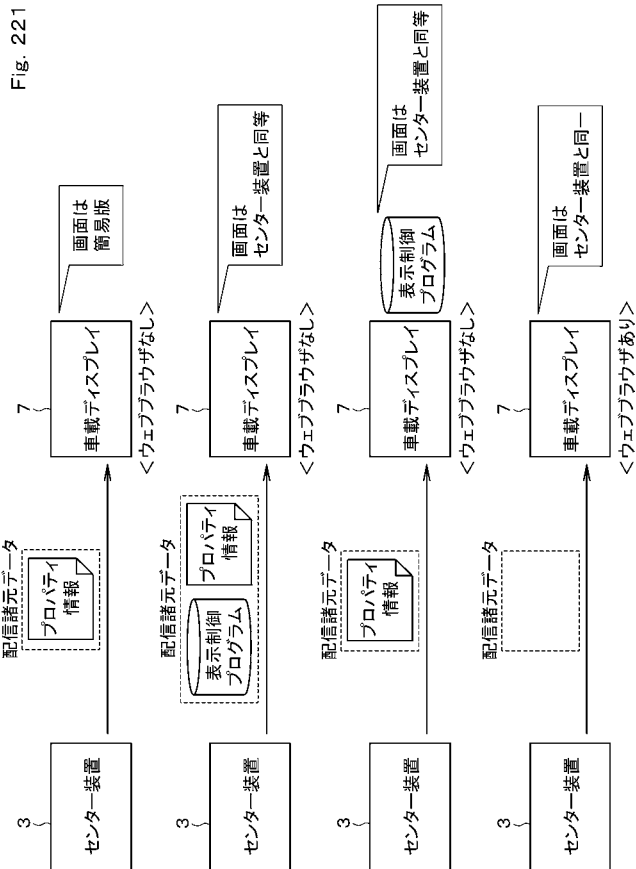 Fig. 221
3
センター装置
配信諸元データ
プロパティ
情報
7
車載ディスプレイ
＜ウェブブラウザなし＞
画面は
簡易版
3
センター装置
配信諸元データ
表示制御
プログラム
プロパティ
情報
7
車載ディスプレイ
＜ウェブブラウザなし＞
画面は
センター装置と同等
3
センター装置
配信諸元データ
プロパティ
情報
7
車載ディスプレイ
＜ウェブブラウザなし＞
表示制御
プログラム
画面は
センター装置と同等
3
センター装置
配信諸元データ
7
車載ディスプレイ
＜ウェブブラウザあり＞
画面は
センター装置と同一